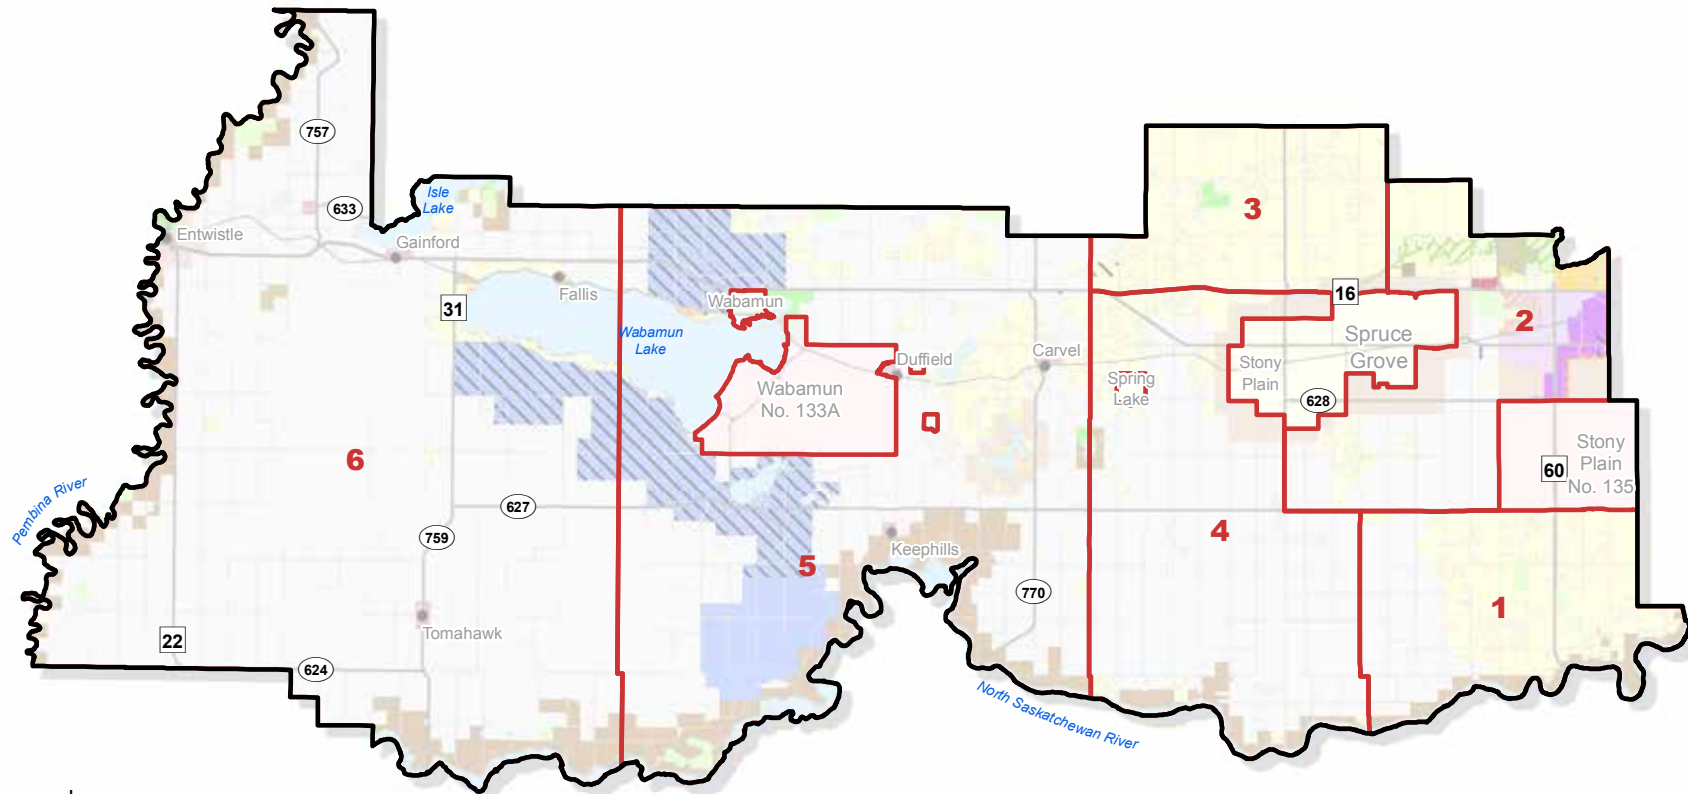 757
3
Isle
Lake
633
Entwistle
Gainford
16
Fallis
31
Wabamun
2
Spruce
Grove
Wabamun
Lake
Duffield
Carvel
Stony
Plain
Spring
Lake
Wabamun
No. 133A
628
6
Stony
Plain
No. 135
60
Pembina River
627
4
759
Keephills
5
770
1
Tomahawk
22
624
North Saskatchewan River